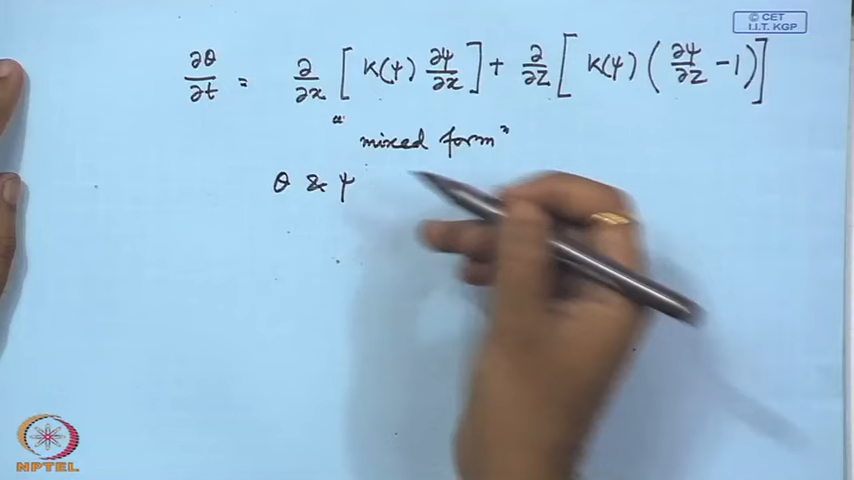 © CET
I.I.T. KGP
∂θ/∂t = ∂/∂x [ K(ψ) ∂ψ/∂x ] + ∂/∂z [ K(ψ) ( ∂ψ/∂z - 1 ) ]
"mixed form"
θ & ψ
NPTEL